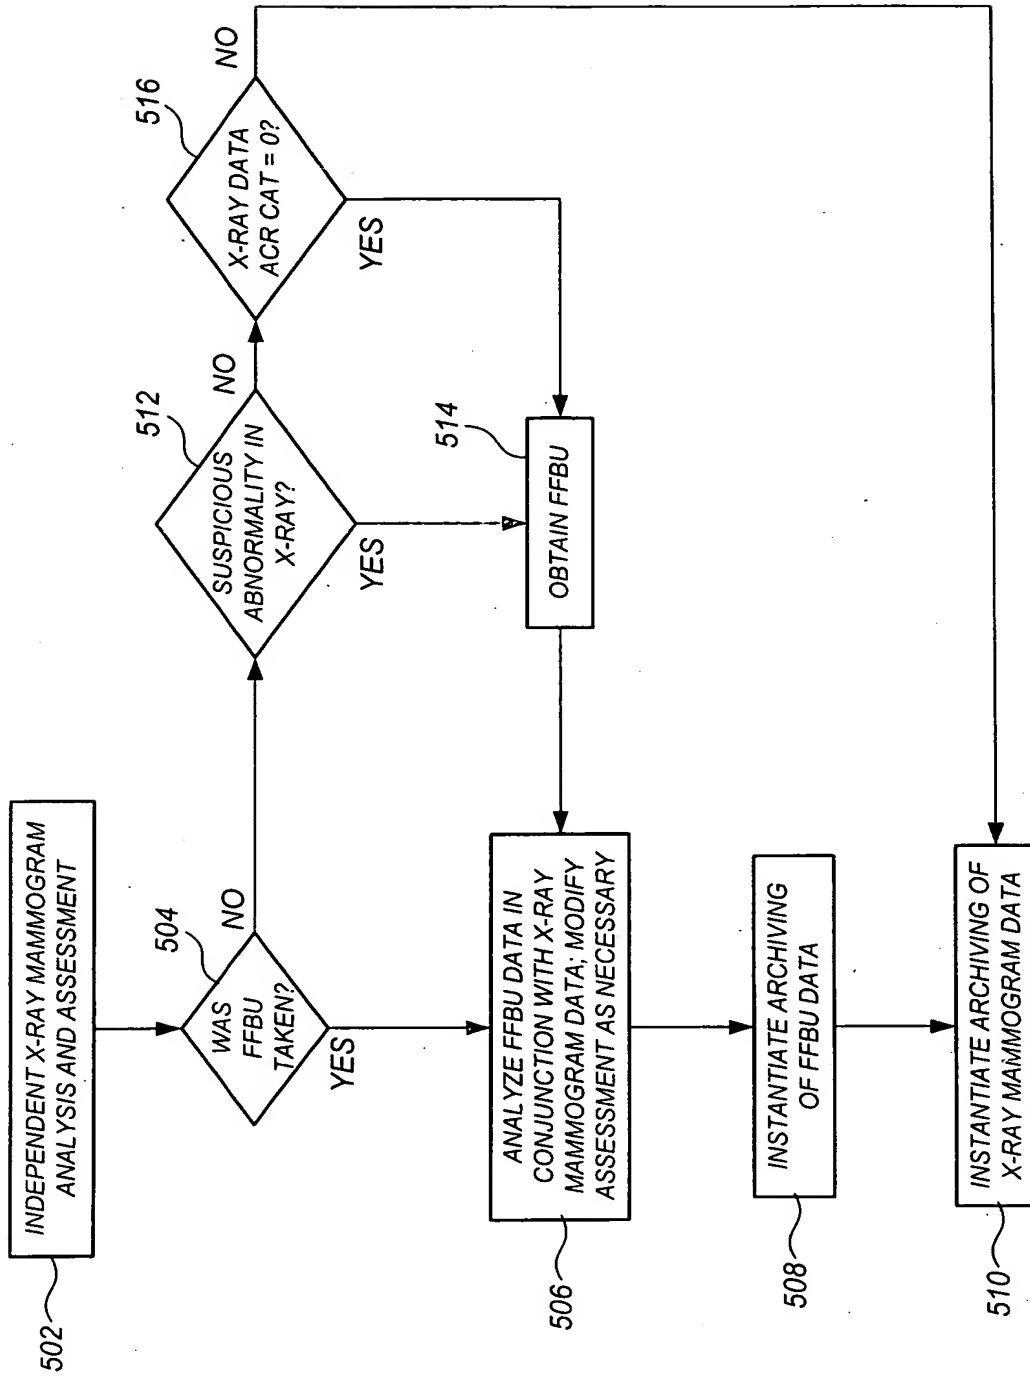 502
INDEPENDENT X-RAY MAMMOGRAM
ANALYSIS AND ASSESSMENT
504
WAS
FFBU
TAKEN?
NO
YES
512
SUSPICIOUS
ABNORMALITY IN
X-RAY?
NO
YES
516
X-RAY DATA
ACR CAT = 0?
NO
YES
514
OBTAIN FFBU
506
ANALYZE FFBU DATA IN
CONJUNCTION WITH X-RAY
MAMMOGRAM DATA; MODIFY
ASSESSMENT AS NECESSARY
508
INSTANTIATE ARCHIVING
OF FFBU DATA
510
INSTANTIATE ARCHIVING OF
X-RAY MAMMOGRAM DATA